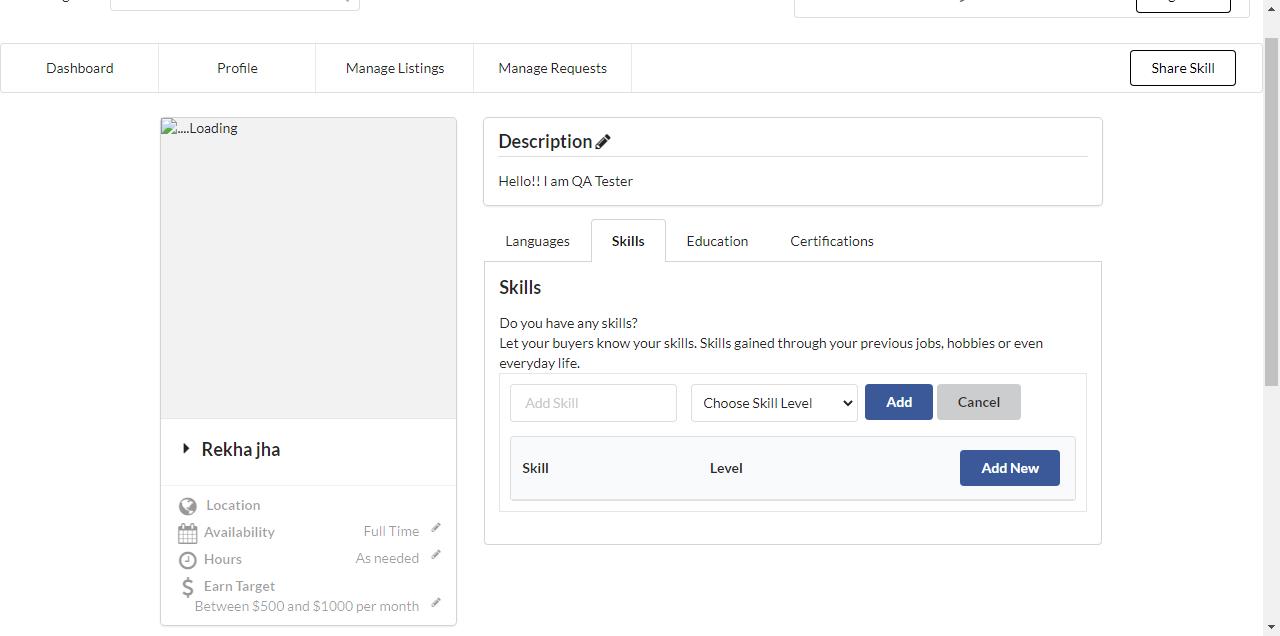 Dashboard
Profile
Manage Listings
Manage Requests
Share Skill
....Loading
Rekha jha
Location
Availability
Full Time
Hours
As needed
Earn Target
Between $500 and $1000 per month
Description
Hello!! I am QA Tester
Languages
Skills
Education
Certifications
Skills
Do you have any skills?
Let your buyers know your skills. Skills gained through your previous jobs, hobbies or even
everyday life.
Add Skill
Choose Skill Level
Add
Cancel
Skill
Level
Add New